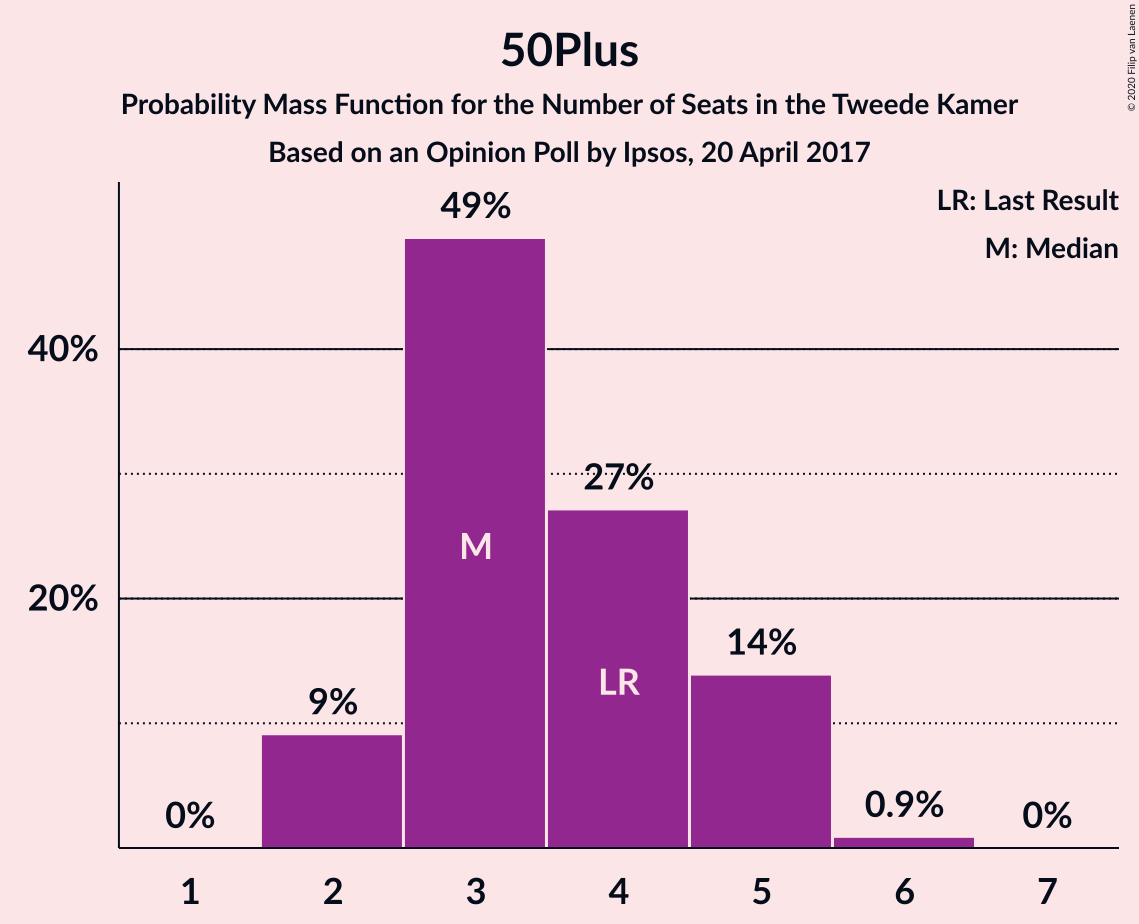 50Plus
Probability Mass Function for the Number of Seats in the Tweede Kamer
Based on an Opinion Poll by Ipsos, 20 April 2017
© 2020 Filip van Laenen
LR: Last Result
M: Median
49%
40%
27%
M
20%
14%
LR
9%
0%
0.9%
0%
1 2 3 4 5 6 7